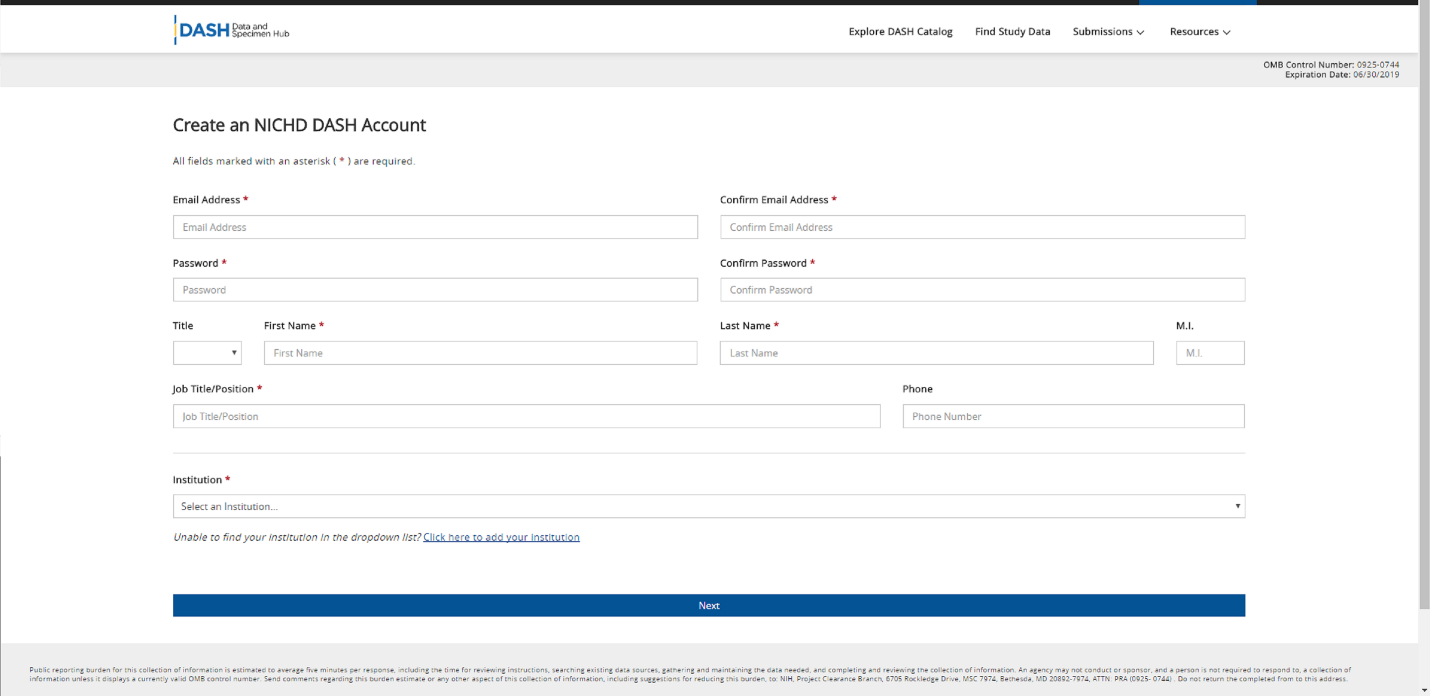 DASH Data and
Specimen Hub
Explore DASH Catalog Find Study Data Submissions Resources
OMB Control Number: 0925-0744
Expiration Date: 06/30/2019
Create an NICHD DASH Account
All fields marked with an asterisk ( * ) are required.
Email Address * Confirm Email Address *
Email Address Confirm Email Address
Password * Confirm Password *
Password Confirm Password
Title First Name * Last Name * M.I.
First Name Last Name M.I.
Job Title/Position * Phone
Job Title/Position Phone Number
Institution *
Select an Institution...
Unable to find your institution in the dropdown list? Click here to add your institution
Next
Public reporting burden for this collection of information is estimated to average five minutes per response, including the time for reviewing instructions, searching existing data sources, gathering and maintaining the data needed, and completing and reviewing the collection of information. An agency may not conduct or sponsor, and a person is not required to respond to, a collection of
information unless it displays a currently valid OMB control number. Send comments regarding this burden estimate or any other aspect of this collection of information, including suggestions for reducing this burden, to: NIH, Project Clearance Branch, 6705 Rockledge Drive, MSC 7974, Bethesda, MD 20892-7974, ATTN: PRA (0925- 0744) . Do not return the completed from to this address.